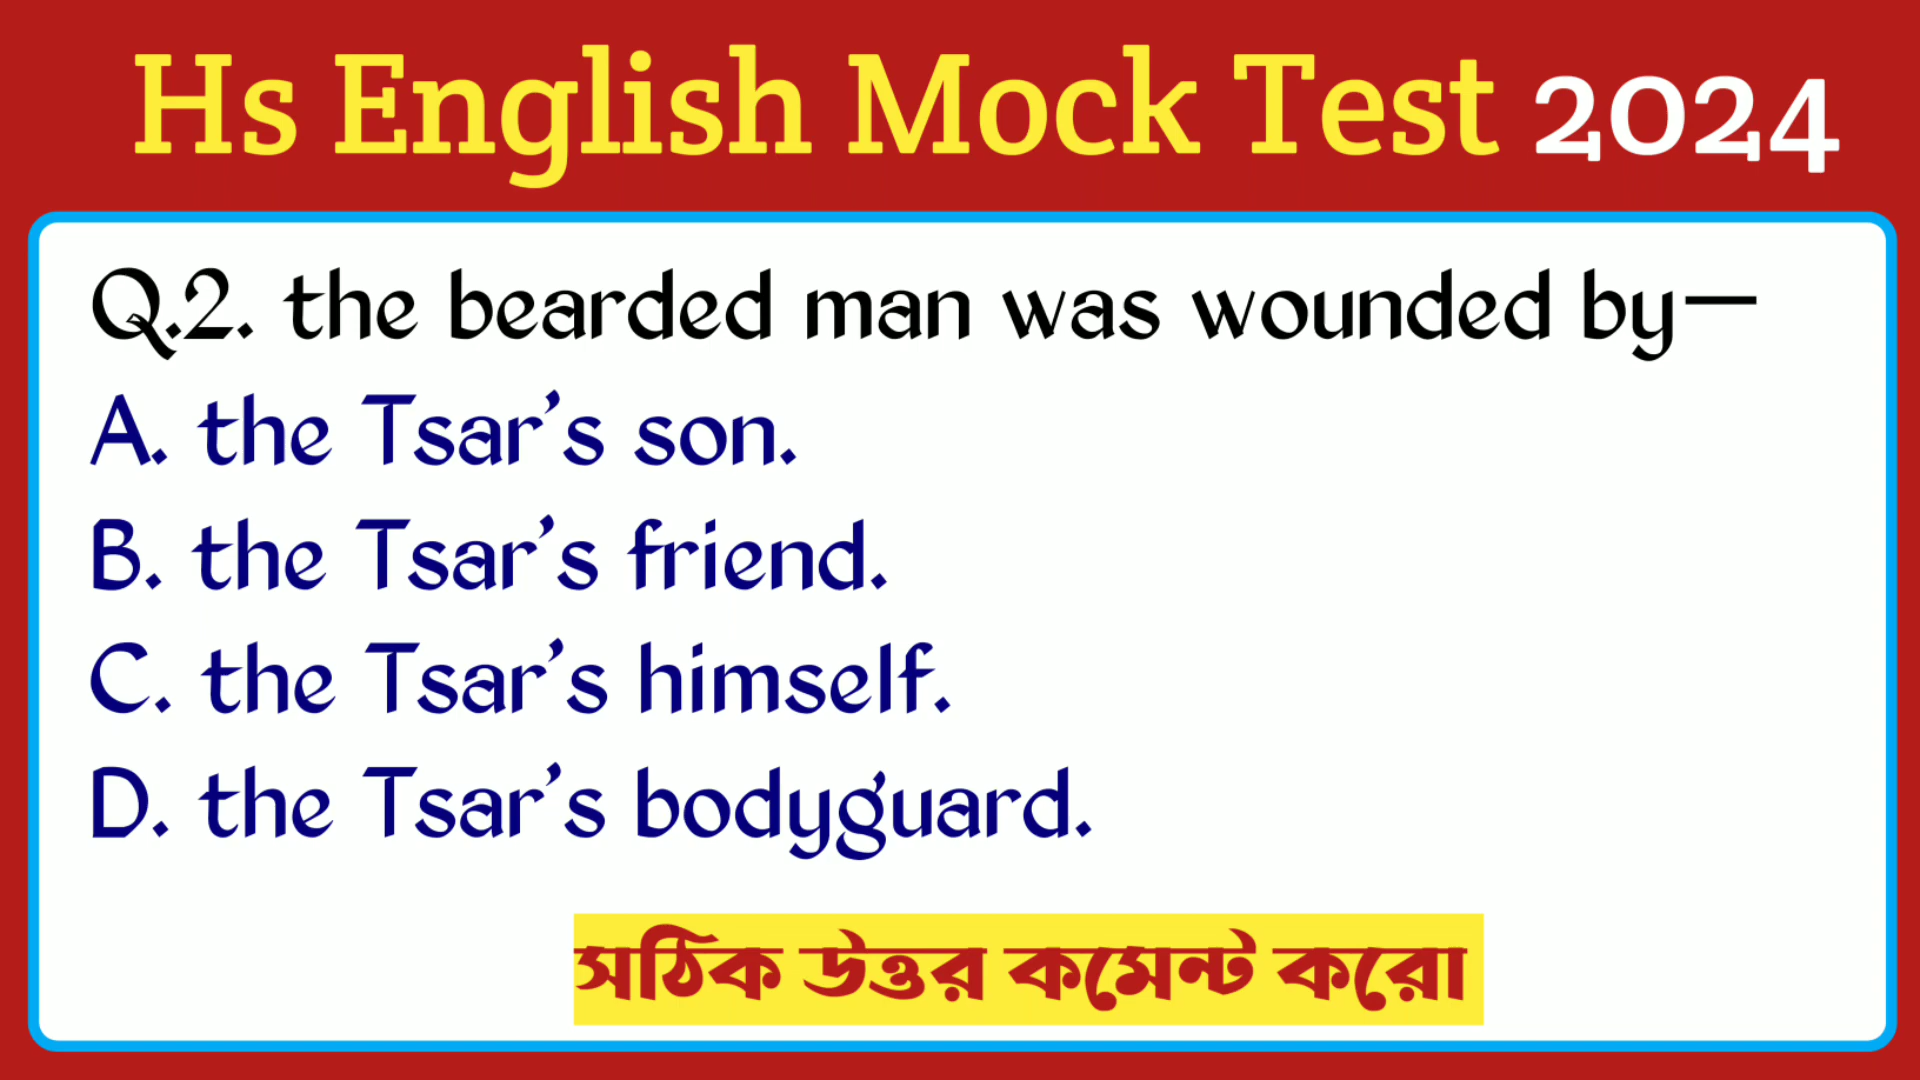 Hs English Mock Test 2024
Q.2. the bearded man was wounded by—
A. the Tsar’s son.
B. the Tsar’s friend.
C. the Tsar’s himself.
D. the Tsar’s bodyguard.
সঠিক উত্তর কমেন্ট করো